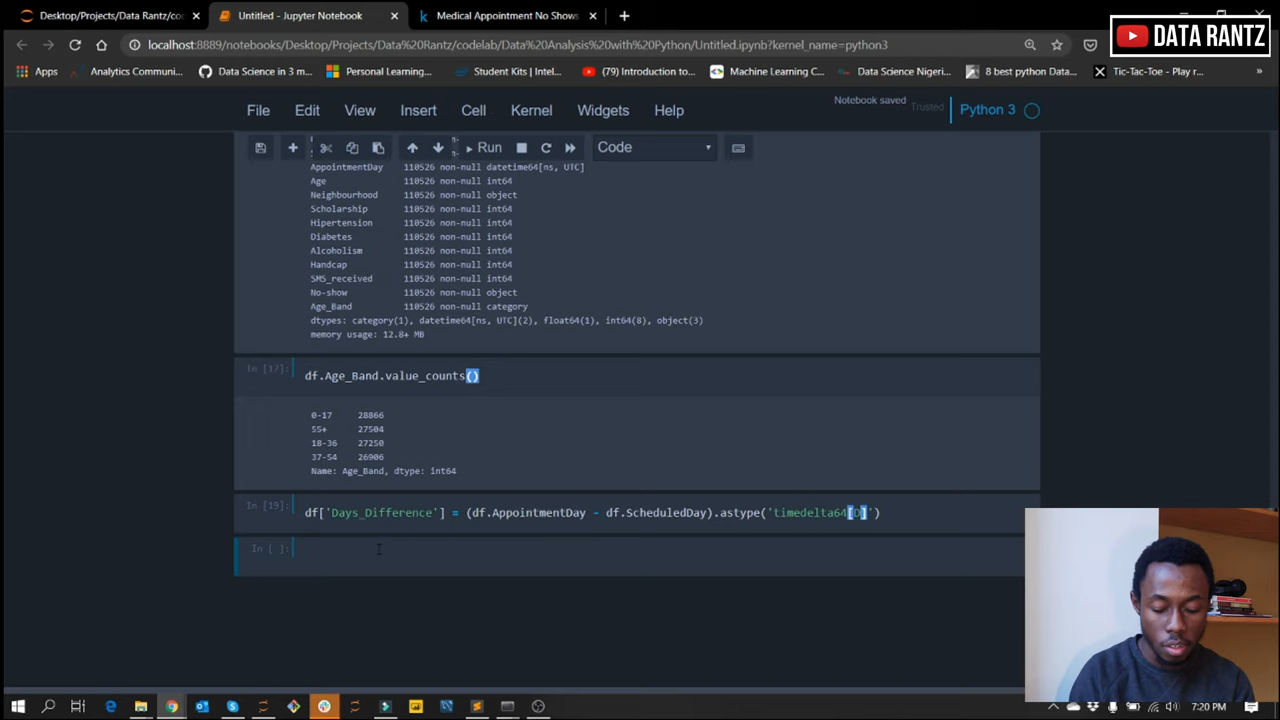 Desktop/Projects/Data Rantz/co
Untitled - Jupyter Notebook
Medical Appointment No Shows
DATA RANTZ
localhost:8889/notebooks/Desktop/Projects/Data%20Rantz/codelab/Data%20Analysis%20with%20Python/Untitled.ipynb?kernel_name=python3
Apps
Analytics Communi...
Data Science in 3 m...
Personal Learning...
Student Kits | Intel...
(79) Introduction to...
Machine Learning C...
Data Science Nigeri...
8 best python Data...
Tic-Tac-Toe - Play r...
File Edit View Insert Cell Kernel Widgets Help
Notebook saved
Trusted
Python 3
Run
Code
AppointmentDay 110526 non-null datetime64[ns, UTC]
Age 110526 non-null int64
Neighbourhood 110526 non-null object
Scholarship 110526 non-null int64
Hipertension 110526 non-null int64
Diabetes 110526 non-null int64
Alcoholism 110526 non-null int64
Handcap 110526 non-null int64
SMS_received 110526 non-null int64
No-show 110526 non-null object
Age_Band 110526 non-null category
dtypes: category(1), datetime64[ns, UTC](2), float64(1), int64(8), object(3)
memory usage: 12.8+ MB
In [17]:
df.Age_Band.value_counts()
0-17 28866
55+ 27504
18-36 27250
37-54 26906
Name: Age_Band, dtype: int64
In [19]:
df['Days_Difference'] = (df.AppointmentDay - df.ScheduledDay).astype('timedelta64[D]')
In [ ]:
7:20 PM